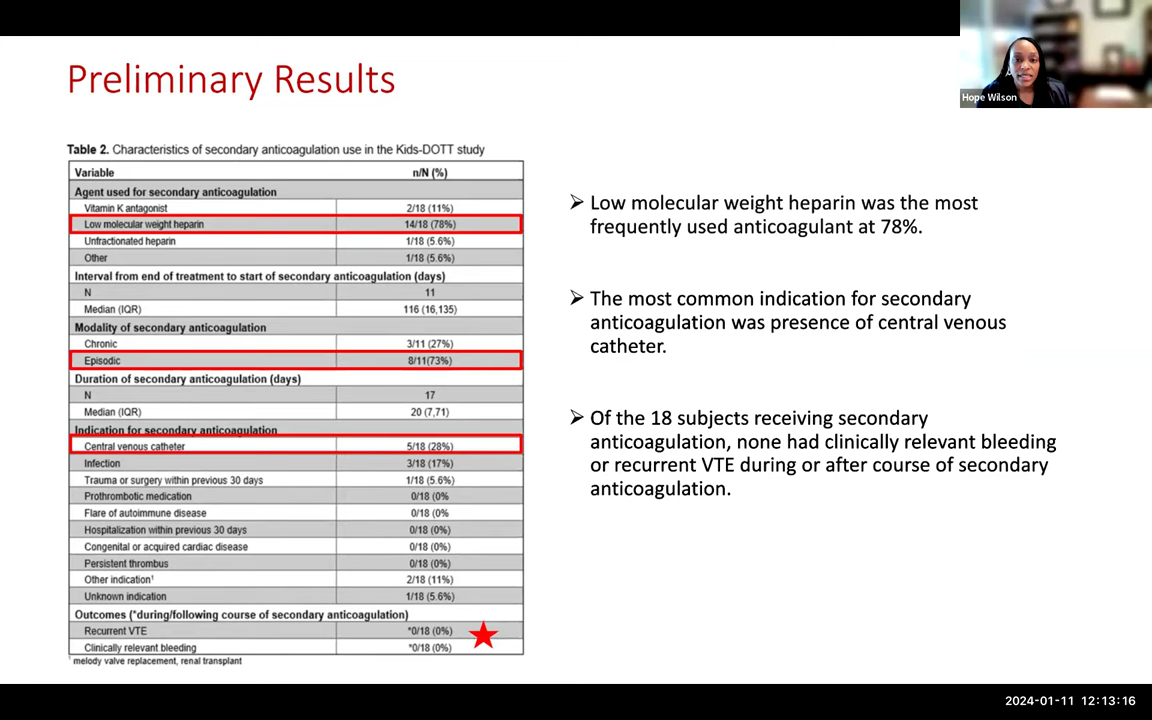 Preliminary Results
Hope Wilson
Table 2. Characteristics of secondary anticoagulation use in the Kids-DOTT study
Variable n/N (%)
Agent used for secondary anticoagulation
Vitamin K antagonist 2/18 (11%)
Low molecular weight heparin 14/18 (78%)
Unfractionated heparin 1/18 (5.6%)
Other 1/18 (5.6%)
Interval from end of treatment to start of secondary anticoagulation (days)
N 11
Median (IQR) 116 (16,135)
Modality of secondary anticoagulation
Chronic 3/11 (27%)
Episodic 8/11(73%)
Duration of secondary anticoagulation (days)
N 17
Median (IQR) 20 (7,71)
Indication for secondary anticoagulation
Central venous catheter 5/18 (28%)
Infection 3/18 (17%)
Trauma or surgery within previous 30 days 1/18 (5.6%)
Prothrombotic medication 0/18 (0%
Flare of autoimmune disease 0/18 (0%
Hospitalization within previous 30 days 0/18 (0%)
Congenital or acquired cardiac disease 0/18 (0%)
Persistent thrombus 0/18 (0%)
Other indication¹ 2/18 (11%)
Unknown indication 1/18 (5.6%)
Outcomes (*during/following course of secondary anticoagulation)
Recurrent VTE *0/18 (0%)
Clinically relevant bleeding *0/18 (0%)
¹ melody valve replacement, renal transplant
➢ Low molecular weight heparin was the most
frequently used anticoagulant at 78%.
➢ The most common indication for secondary
anticoagulation was presence of central venous
catheter.
➢ Of the 18 subjects receiving secondary
anticoagulation, none had clinically relevant bleeding
or recurrent VTE during or after course of secondary
anticoagulation.
2024-01-11 12:13:16